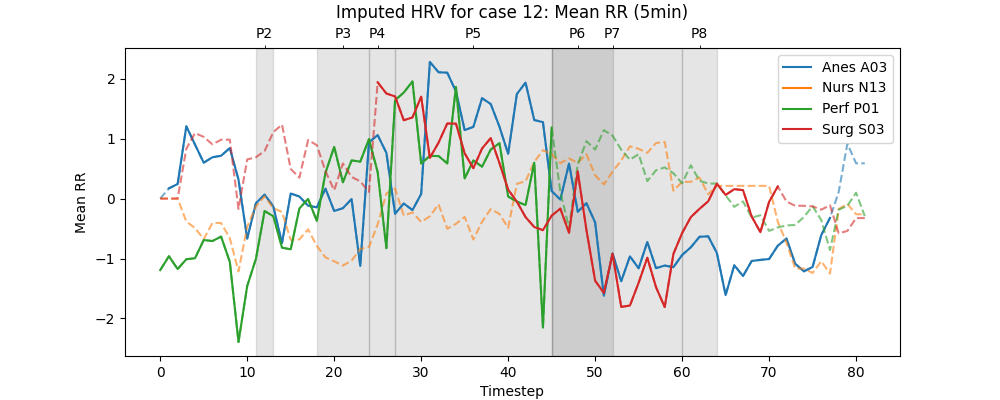 Imputed HRV for case 12: Mean RR (5min)
P2 P3 P4 P5 P6 P7 P8
Anes A03
Nurs N13
Perf P01
Surg S03
Mean RR
2
1
0
−1
−2
0 10 20 30 40 50 60 70 80
Timestep